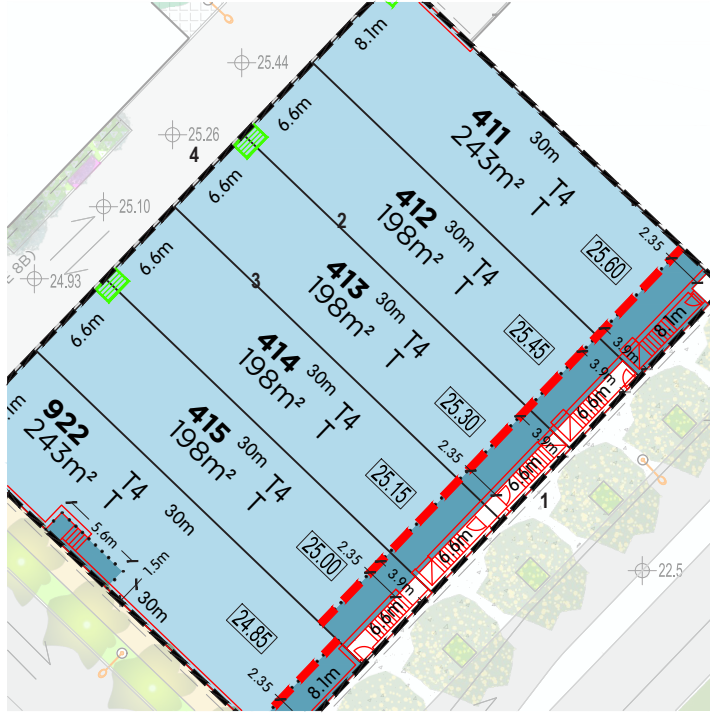 8.1m
25.44
6.6m
25.26
4
411
243m²
30m
T4
T
6.6m
25.10
2
412
198m²
30m
T4
T
2.35
25.60
6.6m
24.93
E 8B)
3
413
198m²
30m
T4
T
25.45
8.1m
3.9m
6.6m
414
198m²
30m
T4
T
25.30
3.9m
6.6m
922
243m²
T4
T
30m
415
198m²
30m
T4
T
2.35
25.15
3.9m
6.6m
1
5.6m
1.5m
30m
25.00
2.35
6.6m
3.9m
22.5
24.85
6.6m
2.35
8.1m